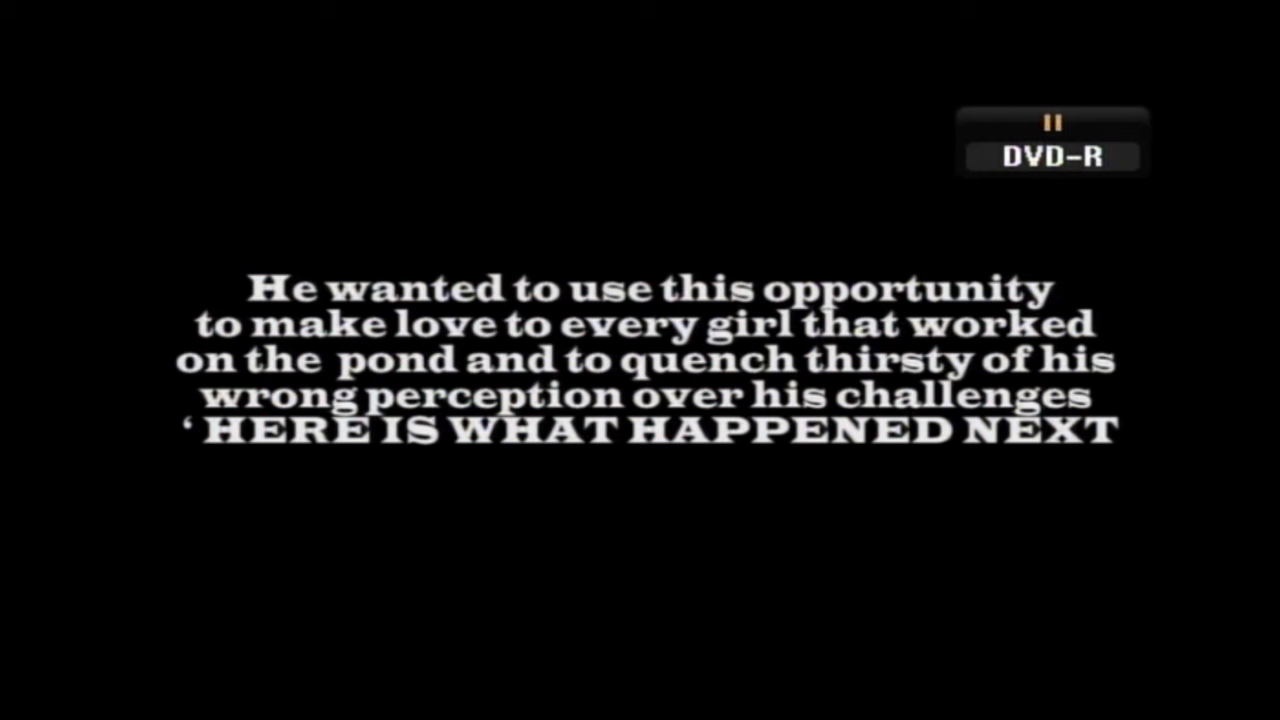 DVD-R
He wanted to use this opportunity
to make love to every girl that worked
on the pond and to quench thirsty of his
wrong perception over his challenges
‘ HERE IS WHAT HAPPENED NEXT